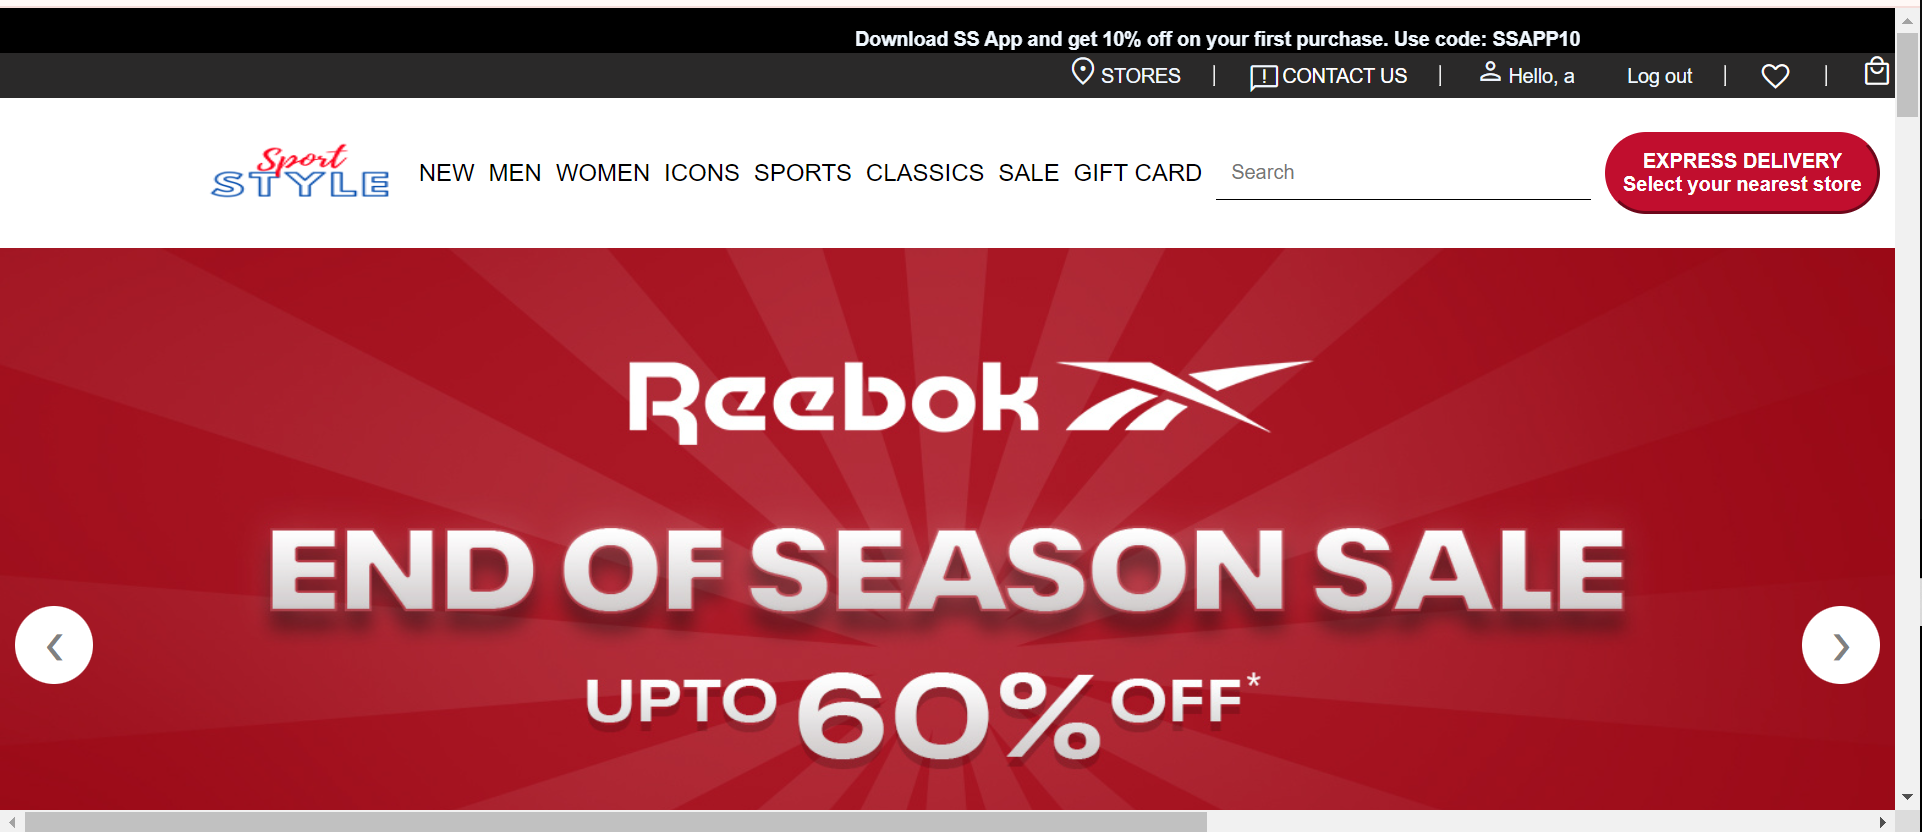 Download SS App and get 10% off on your first purchase. Use code: SSAPP10
STORES | CONTACT US | Hello, a Log out | |
Sport
STYLE
NEW MEN WOMEN ICONS SPORTS CLASSICS SALE GIFT CARD Search
EXPRESS DELIVERY
Select your nearest store
Reebok
END OF SEASON SALE
UPTO 60% OFF*